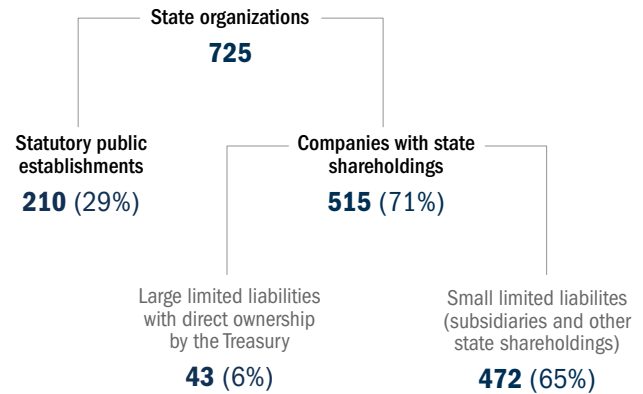 State organizations
725
Statutory public
establishments
210 (29%)
Companies with state
shareholdings
515 (71%)
Large limited liabilities
with direct ownership
by the Treasury
43 (6%)
Small limited liabilites
(subsidiaries and other
state shareholdings)
472 (65%)